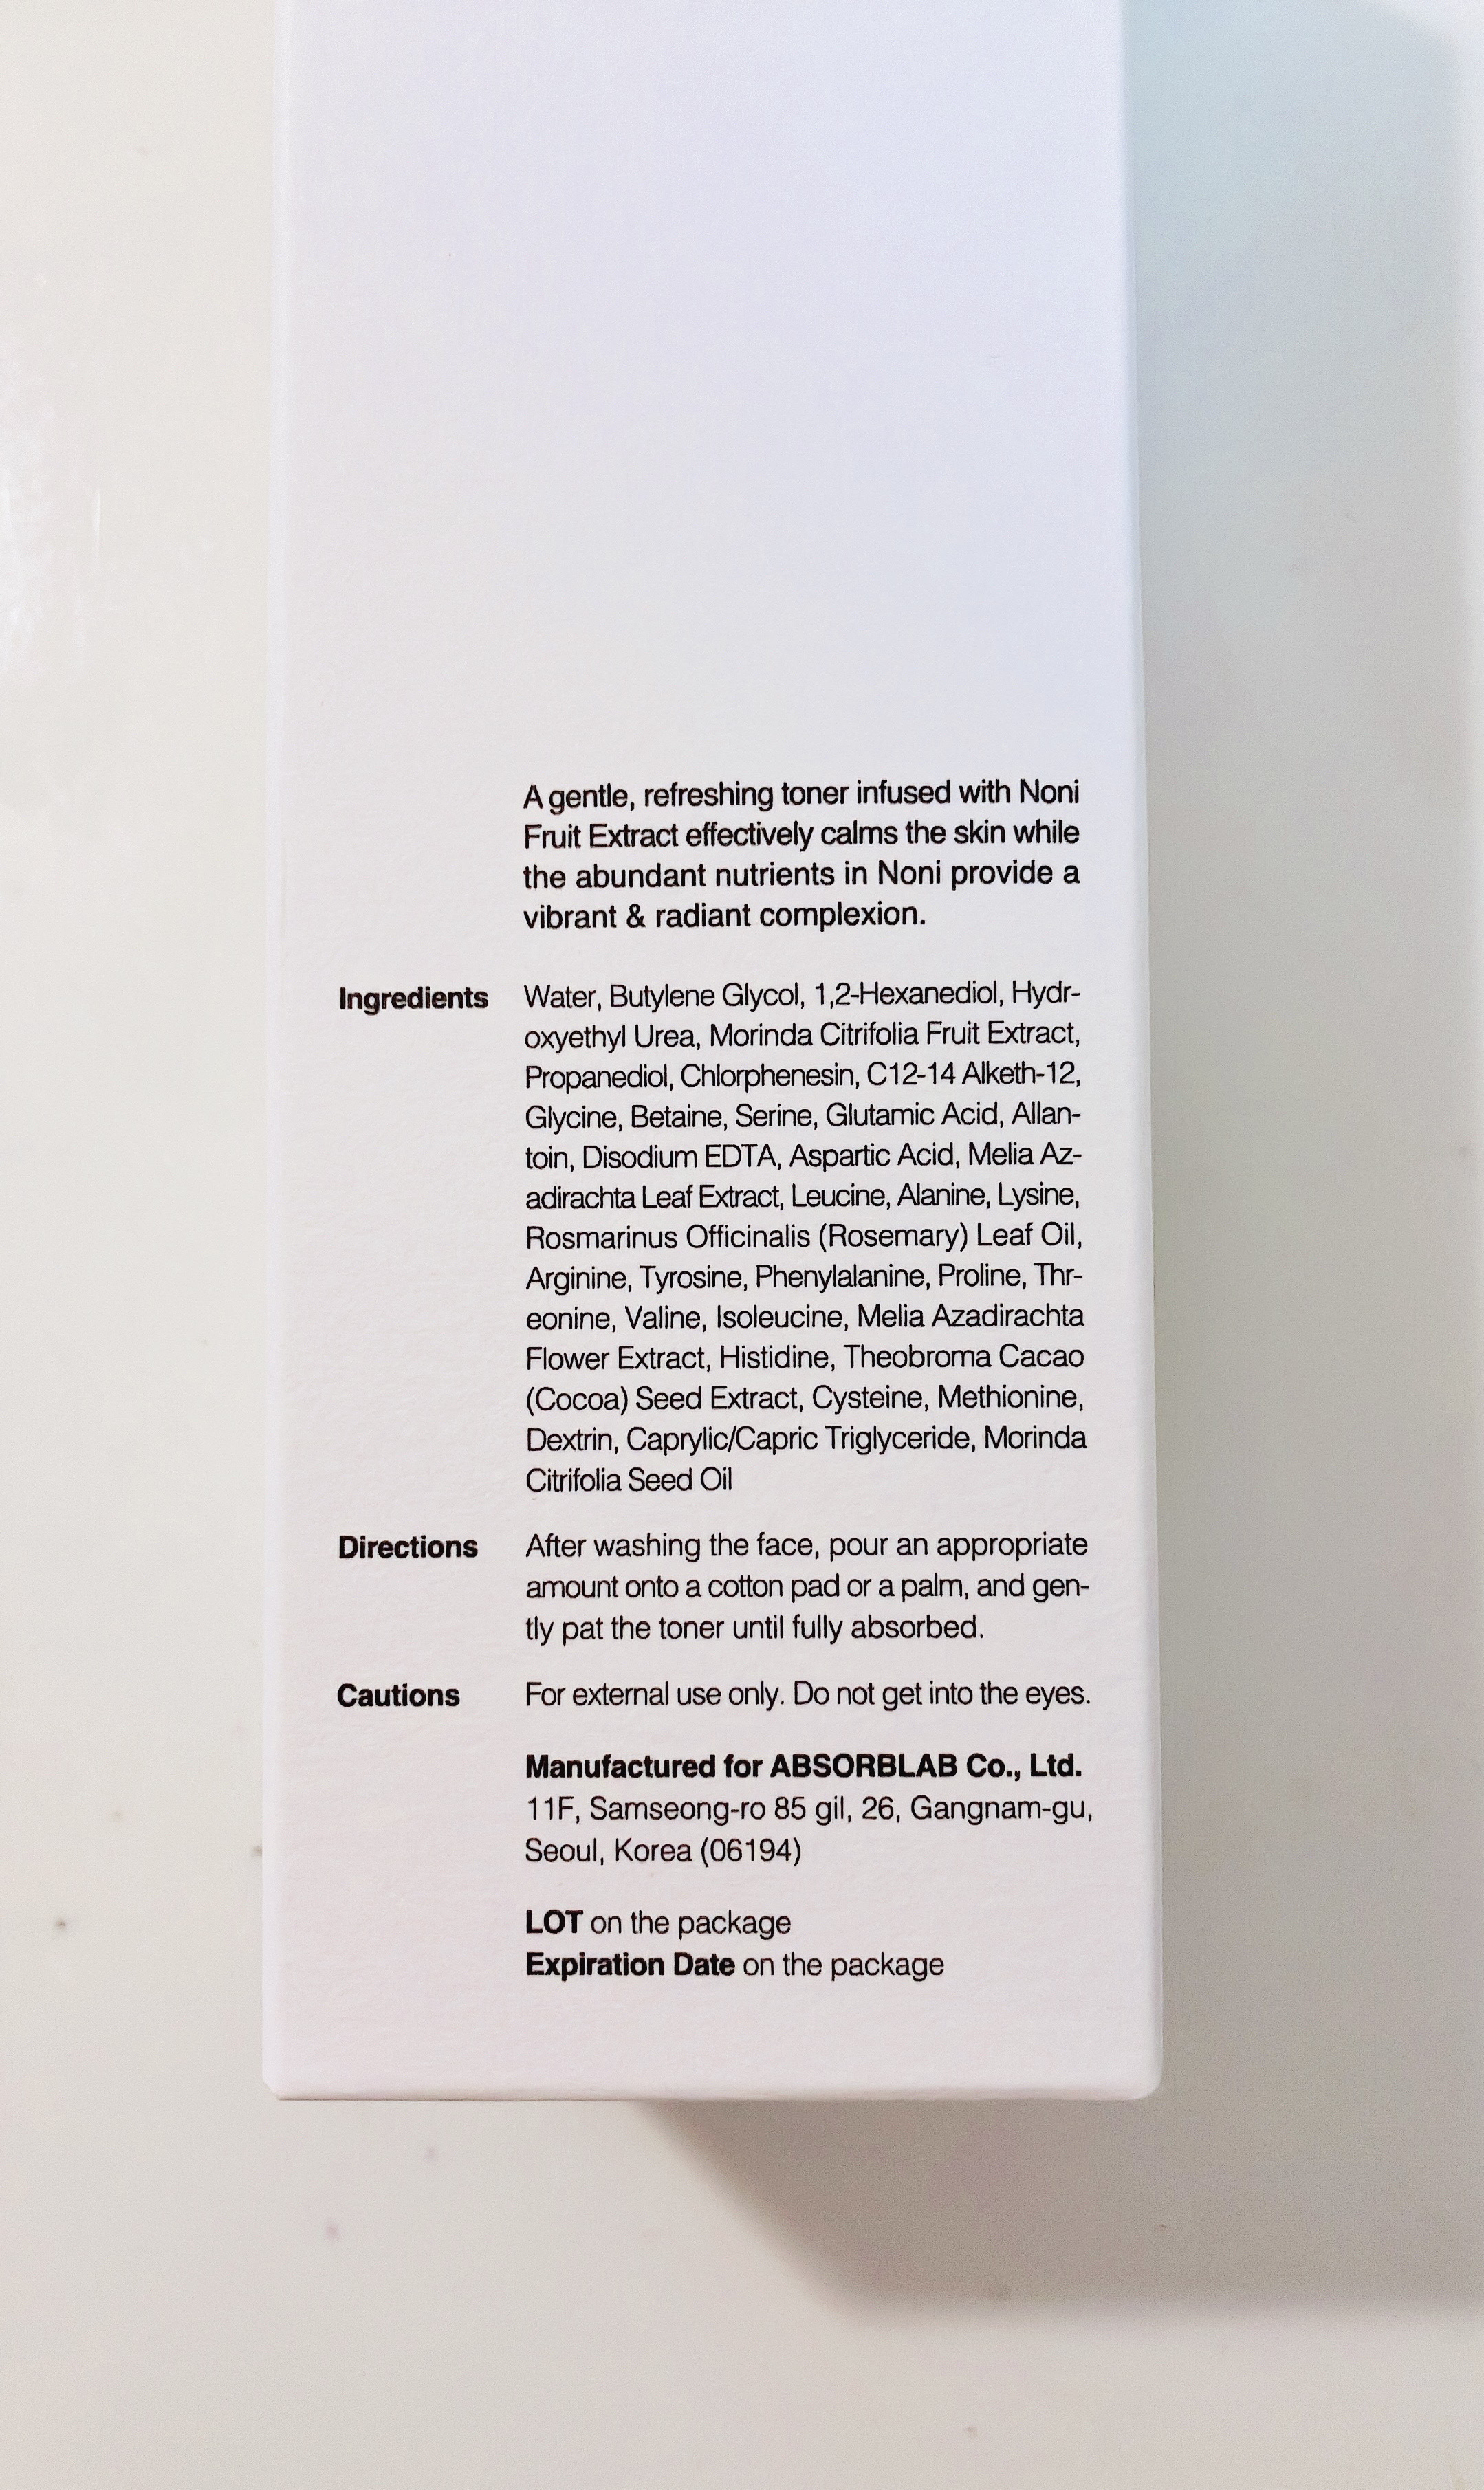 A gentle, refreshing toner infused with Noni
Fruit Extract effectively calms the skin while
the abundant nutrients in Noni provide a
vibrant & radiant complexion.
Ingredients Water, Butylene Glycol, 1,2-Hexanediol, Hydr-
oxyethyl Urea, Morinda Citrifolia Fruit Extract,
Propanediol, Chlorphenesin, C12-14 Alketh-12,
Glycine, Betaine, Serine, Glutamic Acid, Allan-
toin, Disodium EDTA, Aspartic Acid, Melia Az-
adirachta Leaf Extract, Leucine, Alanine, Lysine,
Rosmarinus Officinalis (Rosemary) Leaf Oil,
Arginine, Tyrosine, Phenylalanine, Proline, Thr-
eonine, Valine, Isoleucine, Melia Azadirachta
Flower Extract, Histidine, Theobroma Cacao
(Cocoa) Seed Extract, Cysteine, Methionine,
Dextrin, Caprylic/Capric Triglyceride, Morinda
Citrifolia Seed Oil
Directions After washing the face, pour an appropriate
amount onto a cotton pad or a palm, and gen-
tly pat the toner until fully absorbed.
Cautions For external use only. Do not get into the eyes.
Manufactured for ABSORBLAB Co., Ltd.
11F, Samseong-ro 85 gil, 26, Gangnam-gu,
Seoul, Korea (06194)
LOT on the package
Expiration Date on the package